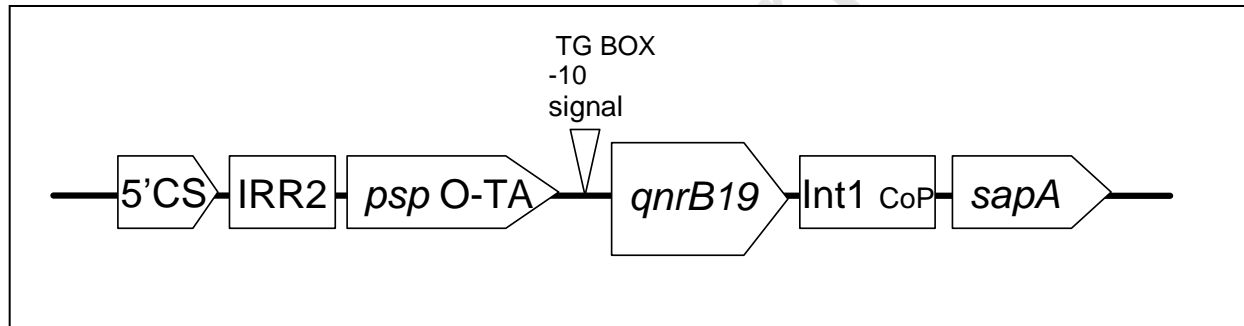 TG BOX
-10
signal
5'CS IRR2 psp O-TA qnrB19 Int1 CoP sapA